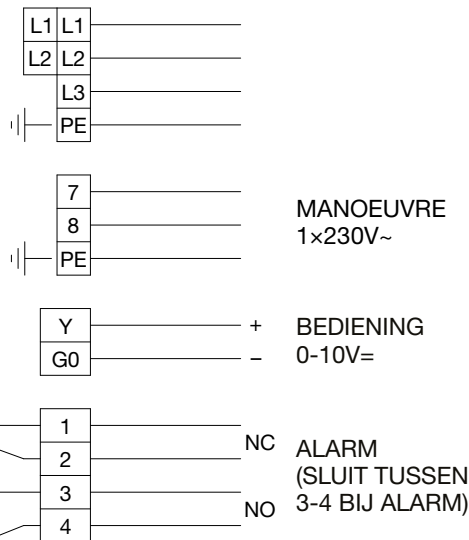 L1 L1
L2 L2
L3
PE
7
8
PE
MANOEUVRE
1×230V~
Y +
G0 –
BEDIENING
0-10V=
1
2
3
4
NC
NO
ALARM
(SLUIT TUSSEN
3-4 BIJ ALARM)